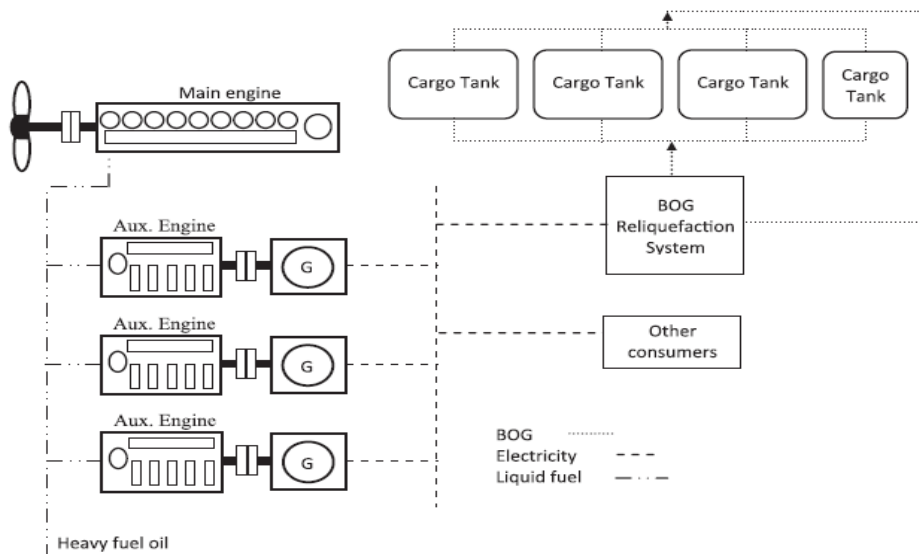 Main engine
Cargo Tank
Cargo Tank
Cargo Tank
Cargo
Tank
BOG
Reliquefaction
System
Aux. Engine
G
Aux. Engine
G
Other
consumers
Aux. Engine
G
BOG
Electricity
Liquid fuel
Heavy fuel oil